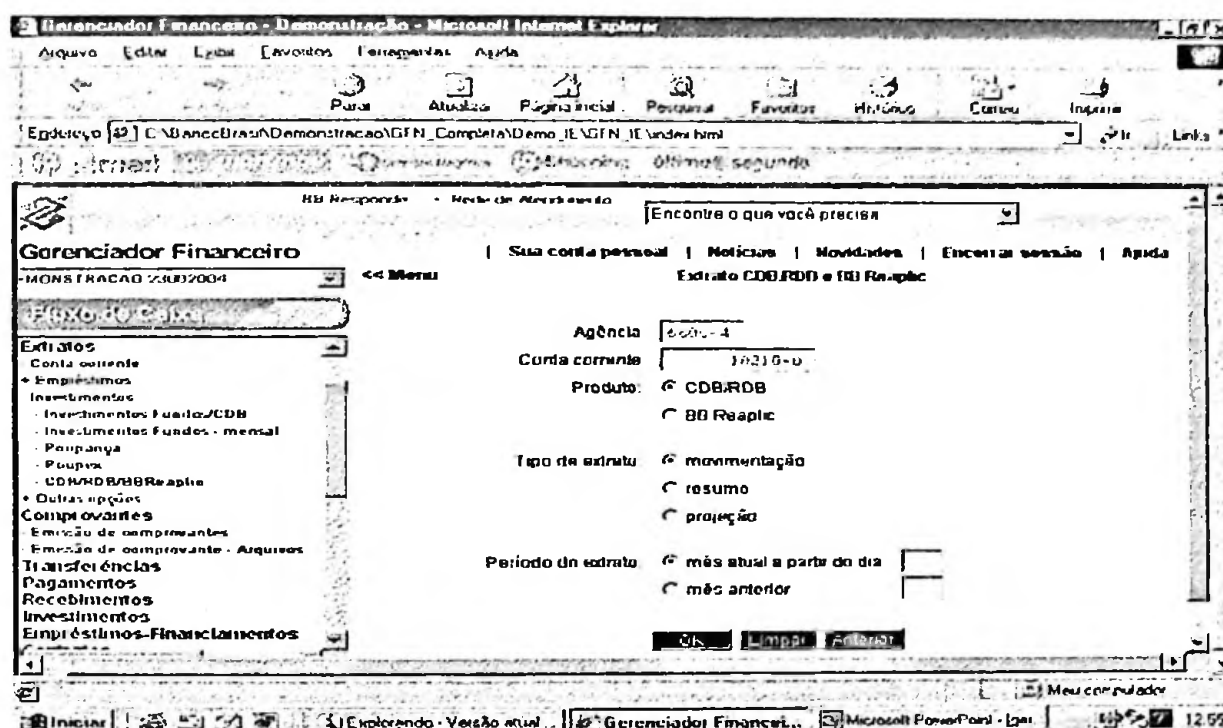 Gerenciador Financeiro - Demonstração - Microsoft Internet Explorer
Arquivo Editar Exibir Favoritos Ferramentas Ajuda
Parar Atualizar Página inicial Pesquisar Favoritos Histórico Correio Imprimir
Endereço C:\BancoBrasil\Demonstracao\GFN_Completa\Demo_IE\GFN_IE\index.html Ir Links
Shopping último segundo
BB Responde • Rede de Atendimento
Encontre o que você precisa
Gerenciador Financeiro
| Sua conta pessoal | Notícias | Novidades | Encerrar sessão | Ajuda
<< Menu
Extrato CDB/RDB e BB Reaplic
Fluxo de Caixa
Agência
Conta corrente
Produto: CDB/RDB
BB Reaplic
Tipo de extrato movimentação
resumo
projeção
Período do extrato mês atual a partir do dia
mês anterior
OK Limpar Anterior
Extratos
Conta corrente
+ Empréstimos
Investimentos
- Investimentos Fundos/CDB
- Investimentos Fundos - mensal
- Poupança
- Poupex
- CDB/RDB/BBReaplic
+ Outras opções
Comprovantes
Emissão de comprovantes
Emissão de comprovante - Arquivos
Transferências
Pagamentos
Recebimentos
Investimentos
Empréstimos-Financiamentos
Meu computador
Iniciar Explorando - Versão atual... Gerenciador Financei... Microsoft PowerPoint -